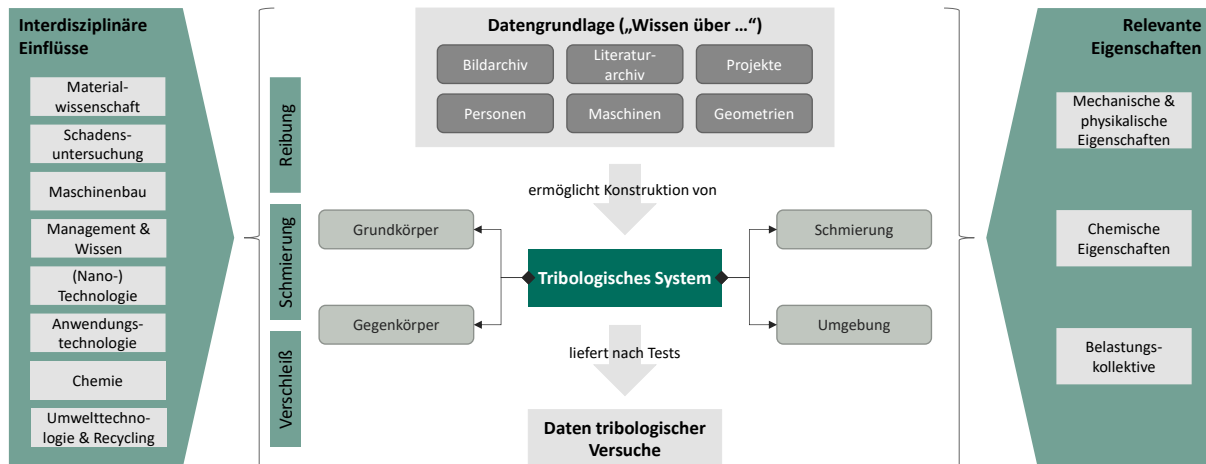 Interdisziplinäre
Einflüsse
Material-
wissenschaft
Schadens-
untersuchung
Maschinenbau
Management &
Wissen
(Nano-)
Technologie
Anwendungs-
technologie
Chemie
Umwelttechno-
logie & Recycling
Reibung
Schmierung
Verschleiß
Datengrundlage („Wissen über …“)
Bildarchiv
Literatur-
archiv
Projekte
Personen
Maschinen
Geometrien
ermöglicht Konstruktion von
Grundkörper
Schmierung
Tribologisches System
Gegenkörper
Umgebung
liefert nach Tests
Daten tribologischer
Versuche
Relevante
Eigenschaften
Mechanische &
physikalische
Eigenschaften
Chemische
Eigenschaften
Belastungs-
kollektive